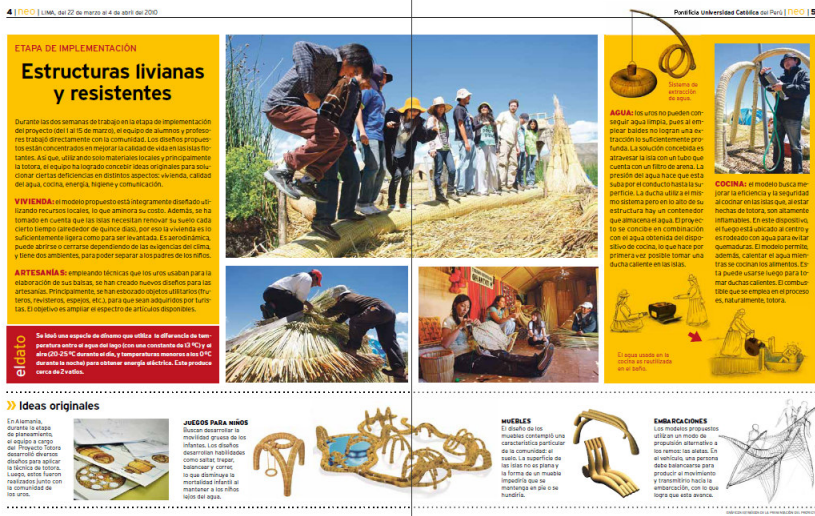 4 | neo | LIMA, del 22 de marzo al 4 de abril del 2010
Pontificia Universidad Católica del Perú | neo | 5
ETAPA DE IMPLEMENTACIÓN
Estructuras livianas
y resistentes
Durante las dos semanas de trabajo en la etapa de implementación
del proyecto (del 1 al 15 de marzo), el equipo de alumnos y profeso-
res trabajó directamente con la comunidad. Los diseños propues-
tos están concentrados en mejorar la calidad de vida en las islas flo-
tantes. Así que, utilizando solo materiales locales y principalmente
la totora, el equipo ha logrado concebir ideas originales para solu-
cionar ciertas deficiencias en distintos aspectos: vivienda, calidad
del agua, cocina, energía, higiene y comunicación.
VIVIENDA: el modelo propuesto está íntegramente diseñado uti-
lizando recursos locales, lo que aminora su costo. Además, se ha
tomado en cuenta que las islas necesitan renovar su suelo cada
cierto tiempo (alrededor de quince días), por eso la vivienda es lo
suficientemente ligera como para ser levantada. Es aerodinámica,
puede abrirse o cerrarse dependiendo de las exigencias del clima,
y tiene dos ambientes, para poder separar a los padres de los niños.
ARTESANÍAS: empleando técnicas que los uros usaban para la
elaboración de sus balsas, se han creado nuevos diseños para las
artesanías. Principalmente, se han esbozado objetos utilitarios (fru-
teros, revisteros, espejos, etc.), para que sean adquiridos por turis-
tas. El objetivo es ampliar el espectro de artículos disponibles.
el dato
Se ideó una especie de dínamo que utiliza la diferencia de tem-
peratura entre el agua del lago (con una constante de 13 ºC) y el
aire (20-25 ºC durante el día, y temperaturas menores a los 0 ºC
durante la noche) para obtener energía eléctrica. Este produce
cerca de 2 vatios.
Sistema de
extracción
de agua.
AGUA: los uros no pueden con-
seguir agua limpia, pues al em-
plear baldes no logran una ex-
tracción lo suficientemente pro-
funda. La solución concebida es
atravesar la isla con un tubo que
cuenta con un filtro de arena. La
presión del agua hace que esta
suba por el conducto hasta la su-
perficie. La ducha utiliza el mis-
mo sistema pero en lo alto de su
estructura hay un contenedor
que almacena el agua. El proyec-
to se concibe en combinación
con el agua obtenida del dispo-
sitivo de cocina, lo que hace por
primera vez posible tomar una
ducha caliente en las islas.
COCINA: el modelo busca me-
jorar la eficiencia y la seguridad
al cocinar en las islas que, al estar
hechas de totora, son altamente
inflamables. En este dispositivo,
el fuego está ubicado al centro y
es rodeado con agua para evitar
quemaduras. El modelo permite,
además, calentar el agua mien-
tras se cocinan los alimentos. Es-
ta puede usarse luego para to-
mar duchas calientes. El combus-
tible que se emplea en el proceso
es, naturalmente, totora.
El agua usada en la
cocina es reutilizada
en el baño.
» Ideas originales
En Alemania,
durante la etapa
de planeamiento,
el equipo a cargo
del Proyecto Totora
desarrolló diversos
diseños para aplicar
la técnica de totora.
Luego, estos fueron
realizados junto con
la comunidad de
los uros.
JUEGOS PARA NIÑOS
Buscan desarrollar la
movilidad gruesa de los
infantes. Los diseños
desarrollan habilidades
como saltar, trepar,
balancear y correr,
lo que disminuye la
mortalidad infantil al
mantener a los niños
lejos del agua.
MUEBLES
El diseño de los
muebles contempló una
característica particular
de la comunidad: el
suelo. La superficie de
las islas no es plana y
la forma de un mueble
impediría que se
mantenga en pie o se
hundiría.
EMBARCACIONES
Los modelos propuestos
utilizan un modo de
propulsión alternativo a
los remos: las aletas. En
el vehículo, una persona
debe balancearse para
producir el movimiento
y transmitirlo hacia la
embarcación, con lo que
logra que esta avance.